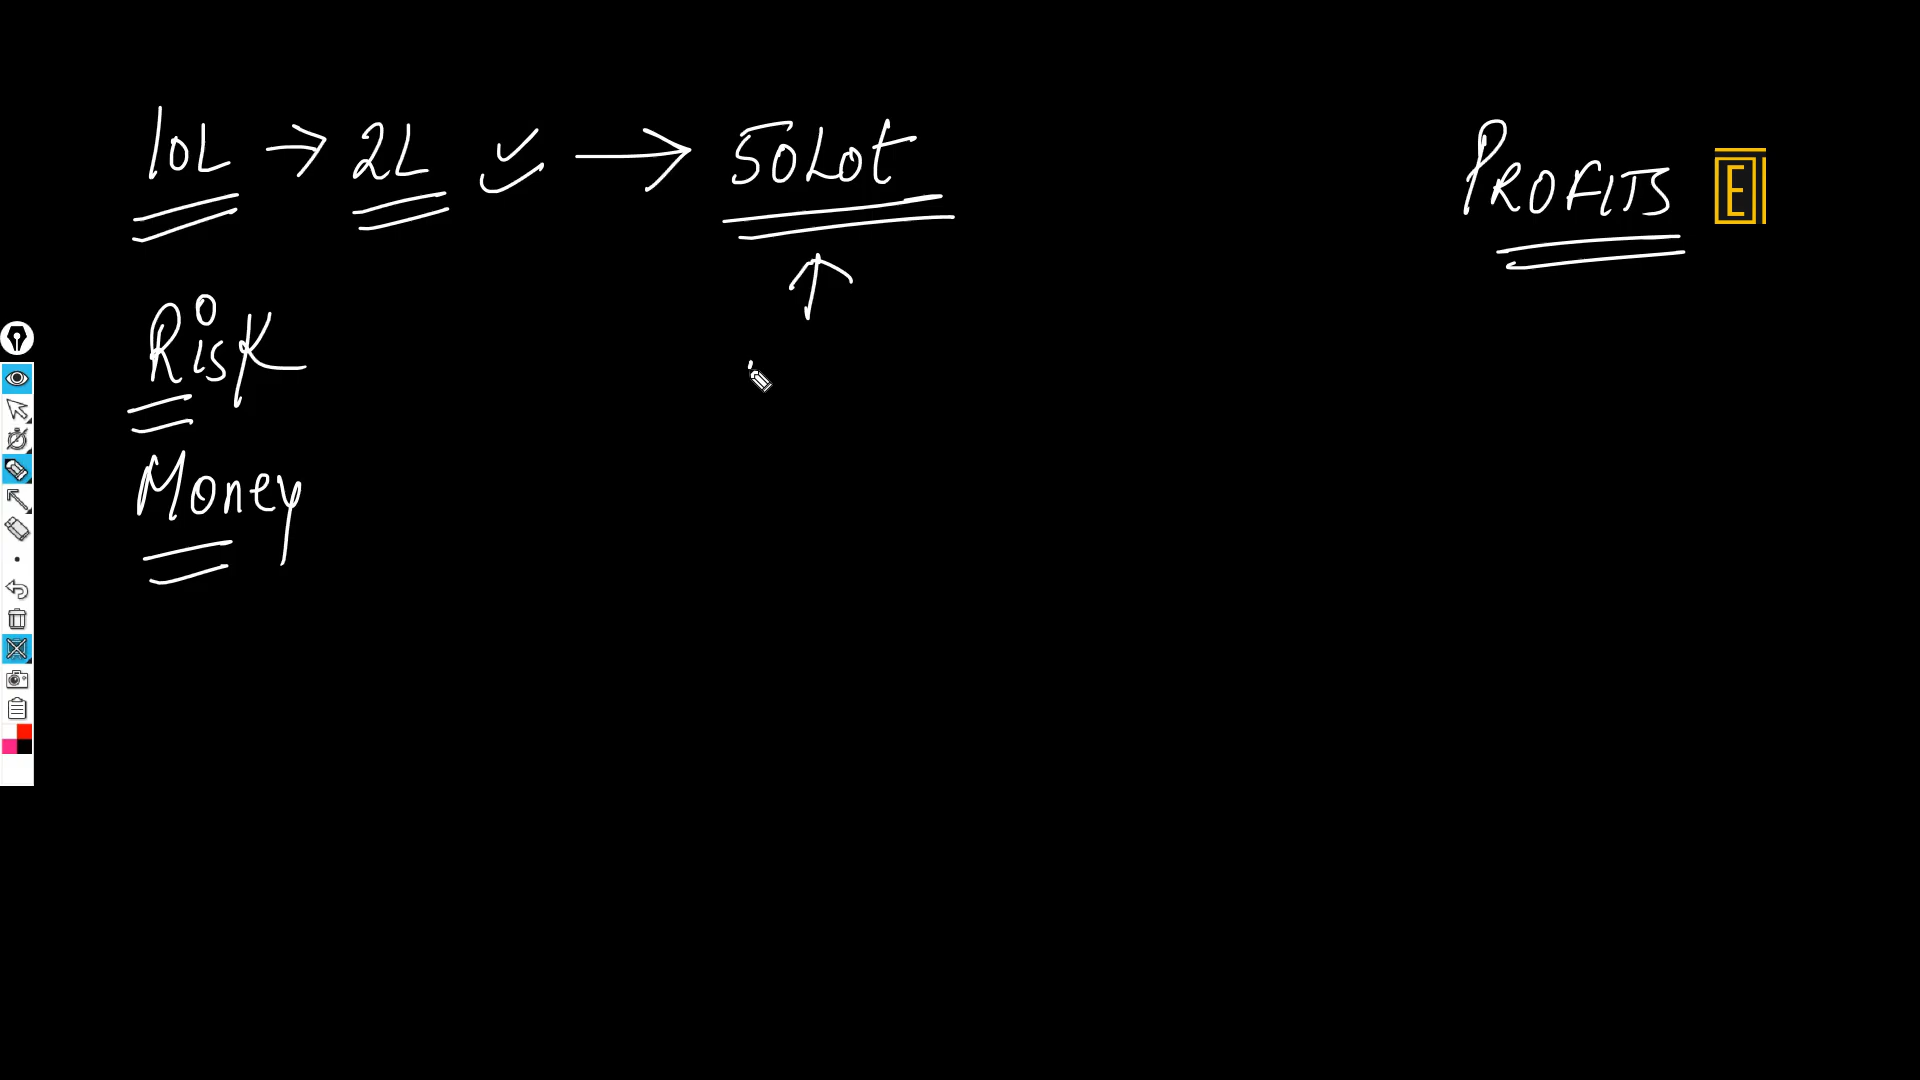 10L → 2L ✓ → 50Lot
PROFITS E
Risk
Money